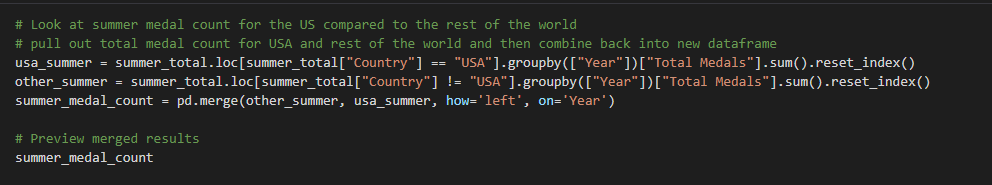 # Look at summer medal count for the US compared to the rest of the world
# pull out total medal count for USA and rest of the world and then combine back into new dataframe
usa_summer = summer_total.loc[summer_total["Country"] == "USA"].groupby(["Year"])["Total Medals"].sum().reset_index()
other_summer = summer_total.loc[summer_total["Country"] != "USA"].groupby(["Year"])["Total Medals"].sum().reset_index()
summer_medal_count = pd.merge(other_summer, usa_summer, how='left', on='Year')
# Preview merged results
summer_medal_count